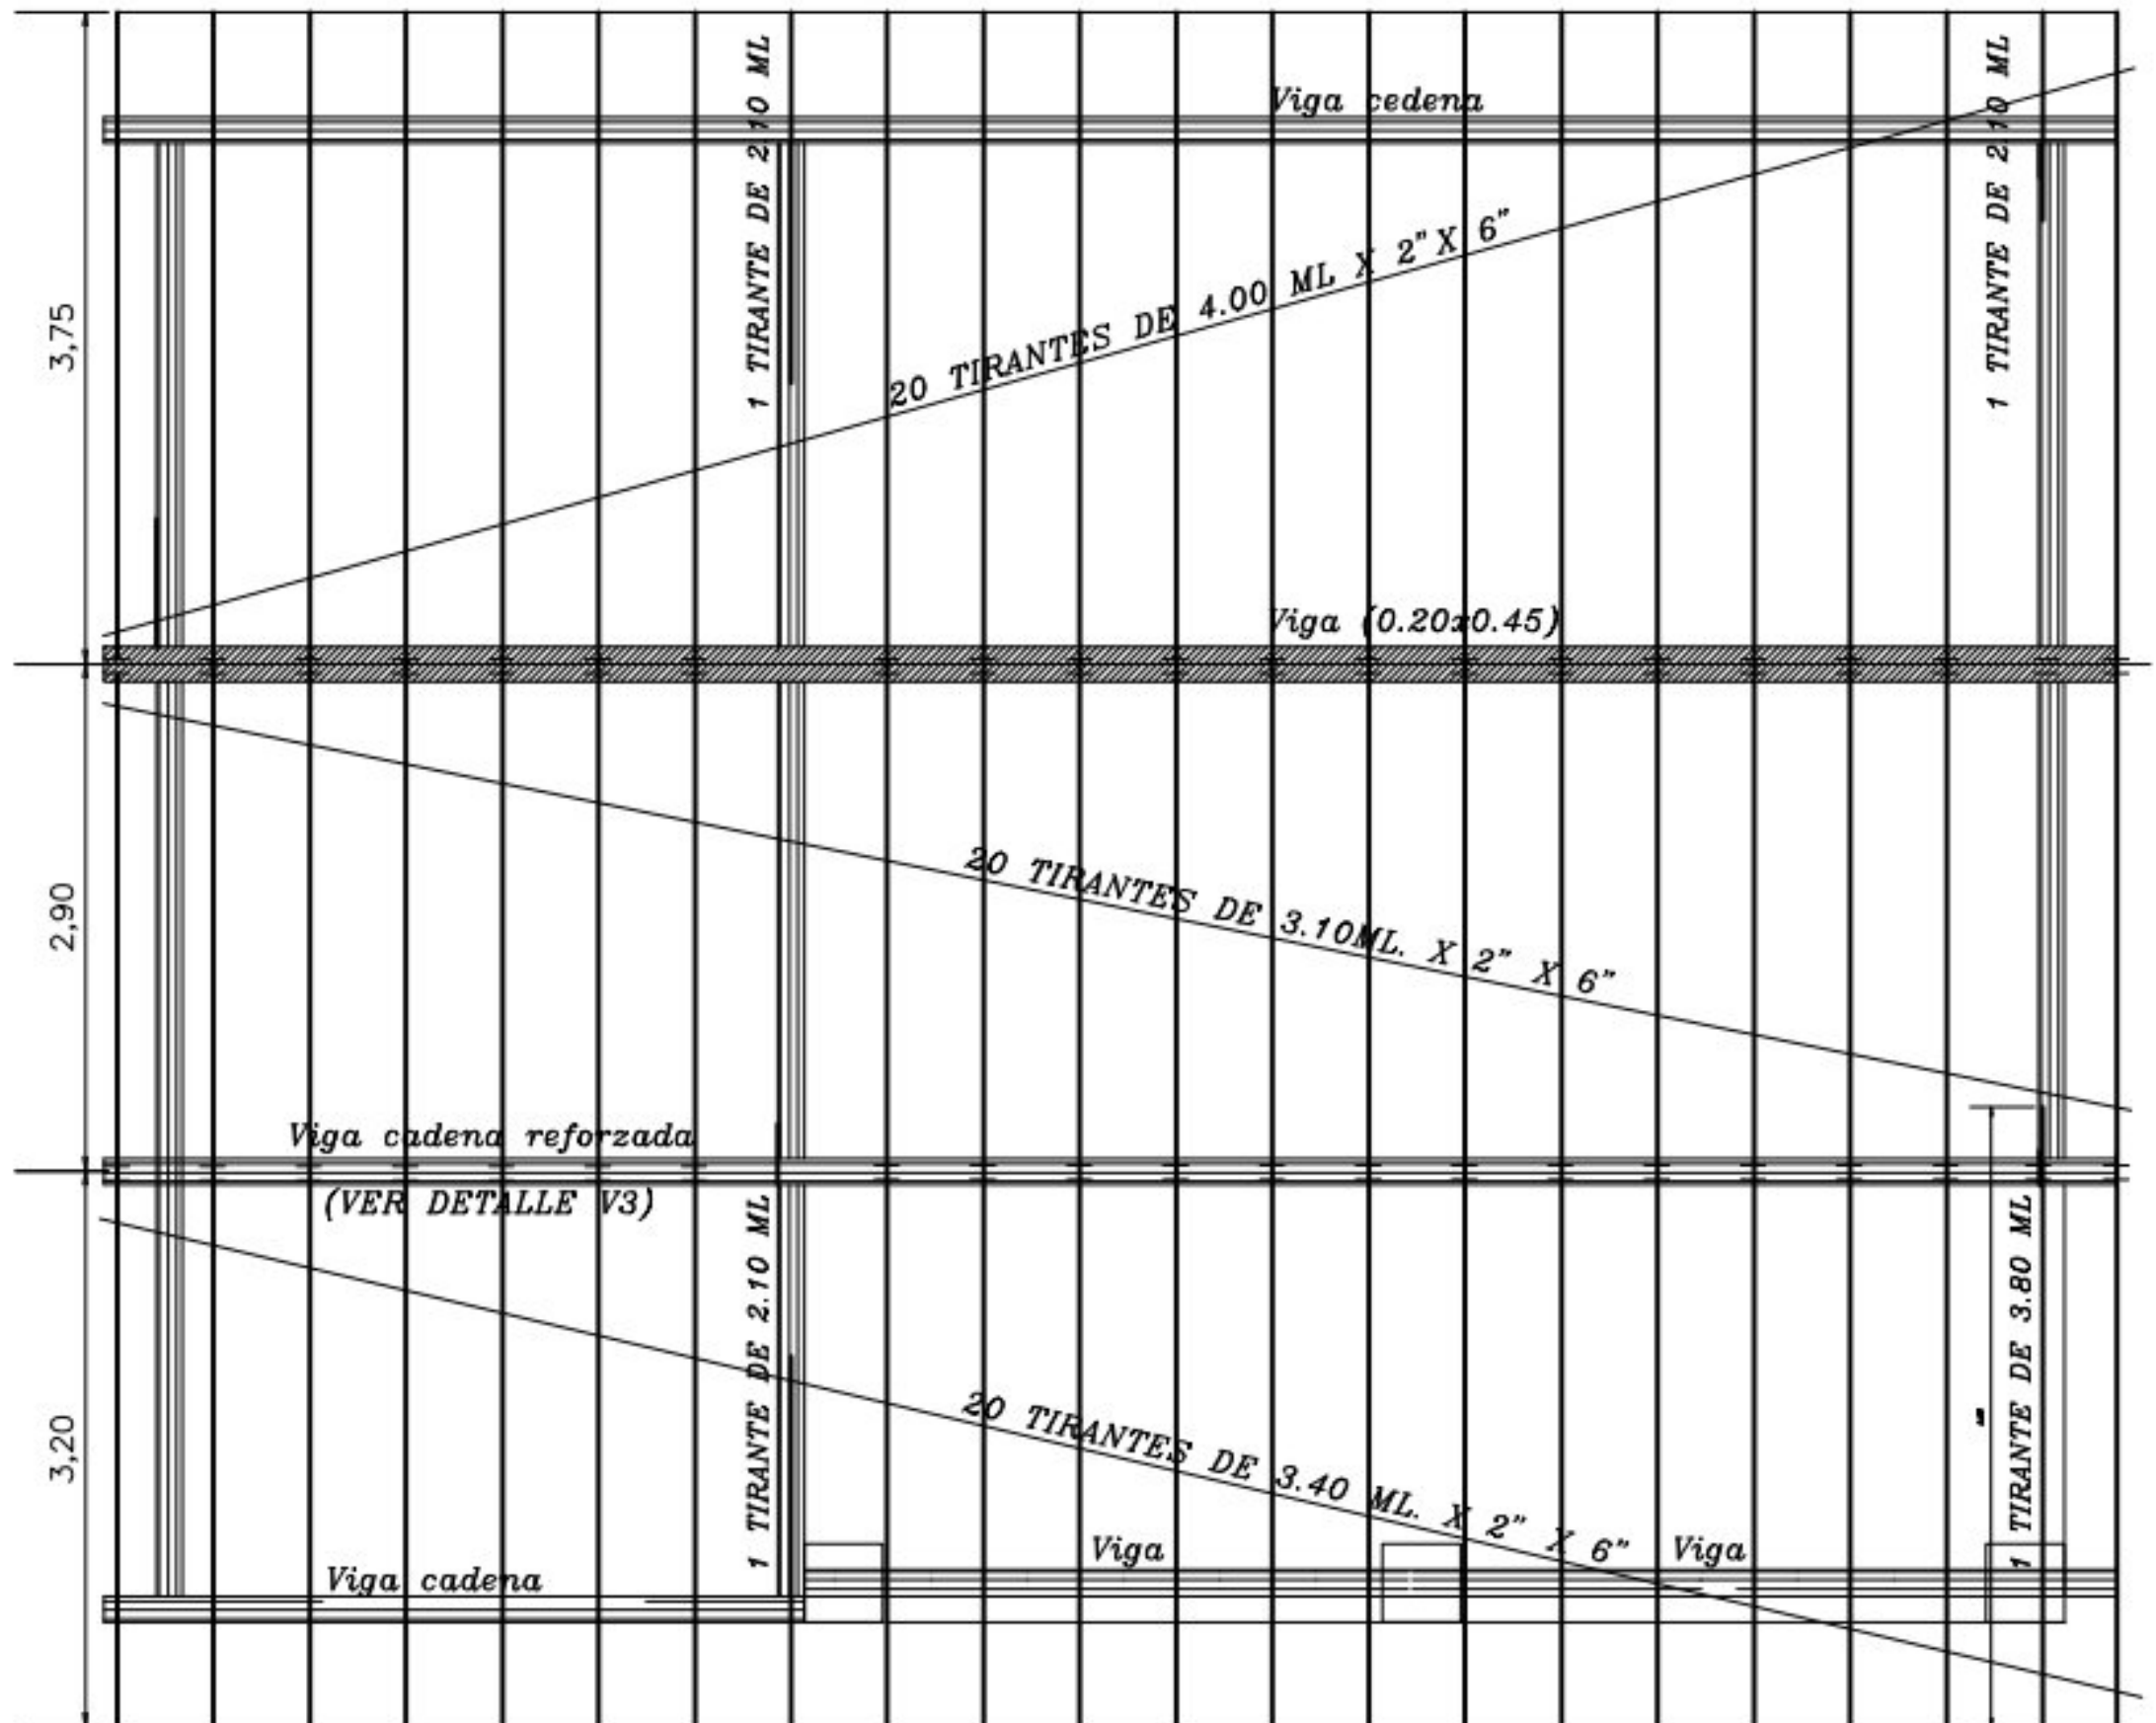 1 TIRANTE DE 2.10 ML
1 TIRANTE DE 2.10 ML
Viga cedena
20 TIRANTES DE 4.00 ML X 2" X 6"
3,75
Viga (0.20x0.45)
20 TIRANTES DE 3.10ML. X 2" X 6"
2,90
Viga cadena reforzada
(VER DETALLE V3)
1 TIRANTE DE 2.10 ML
1 TIRANTE DE 3.80 ML
20 TIRANTES DE 3.40 ML. X 2" X 6"
3,20
Viga
Viga
Viga cadena